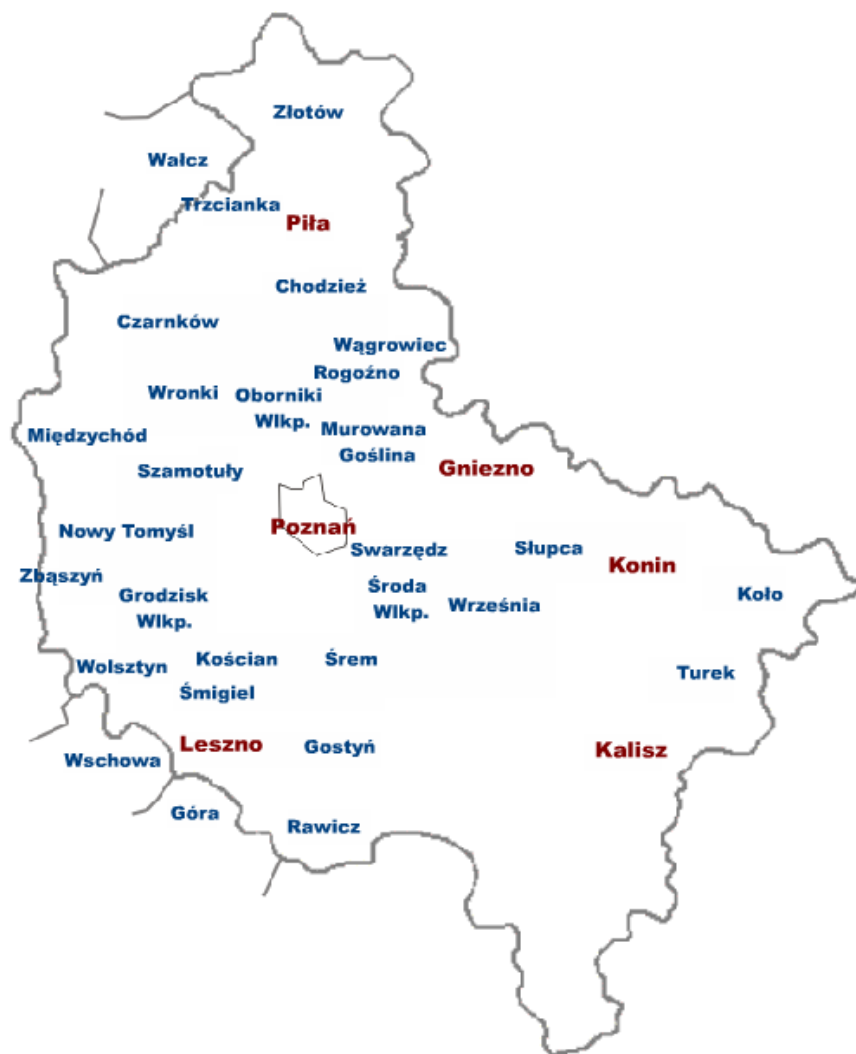 Złotów
Wałcz
Trzcianka
Piła
Chodzież
Czarnków
Wągrowiec
Rogoźno
Wronki
Oborniki
Wlkp.
Murowana
Goślina
Międzychód
Szamotuły
Gniezno
Poznań
Nowy Tomyśl
Swarzędz
Słupca
Konin
Zbąszyń
Środa
Wlkp.
Grodzisk
Wlkp.
Września
Koło
Wolsztyn
Kościan
Śrem
Turek
Śmigiel
Leszno
Gostyń
Kalisz
Wschowa
Góra
Rawicz